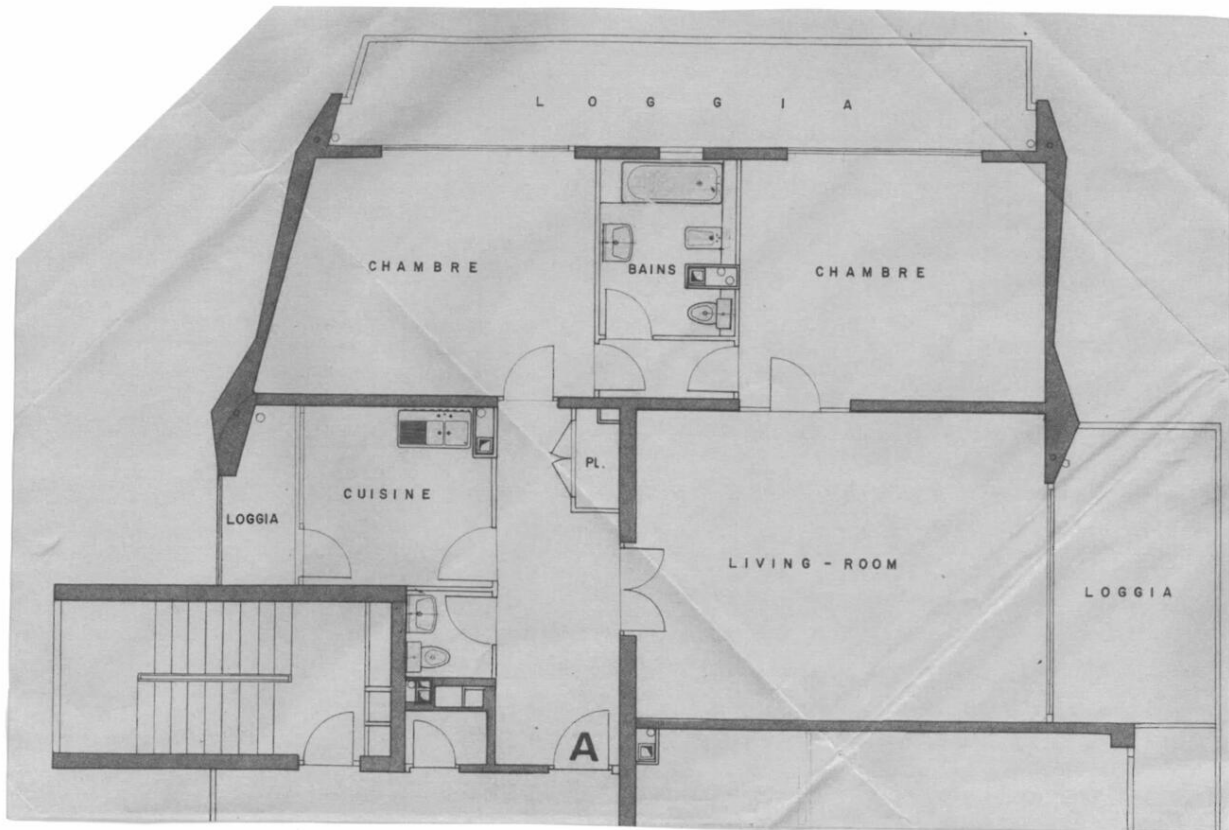 LOGGIA
CHAMBRE
BAINS
CHAMBRE
PL.
CUISINE
LOGGIA
LIVING - ROOM
LOGGIA
A